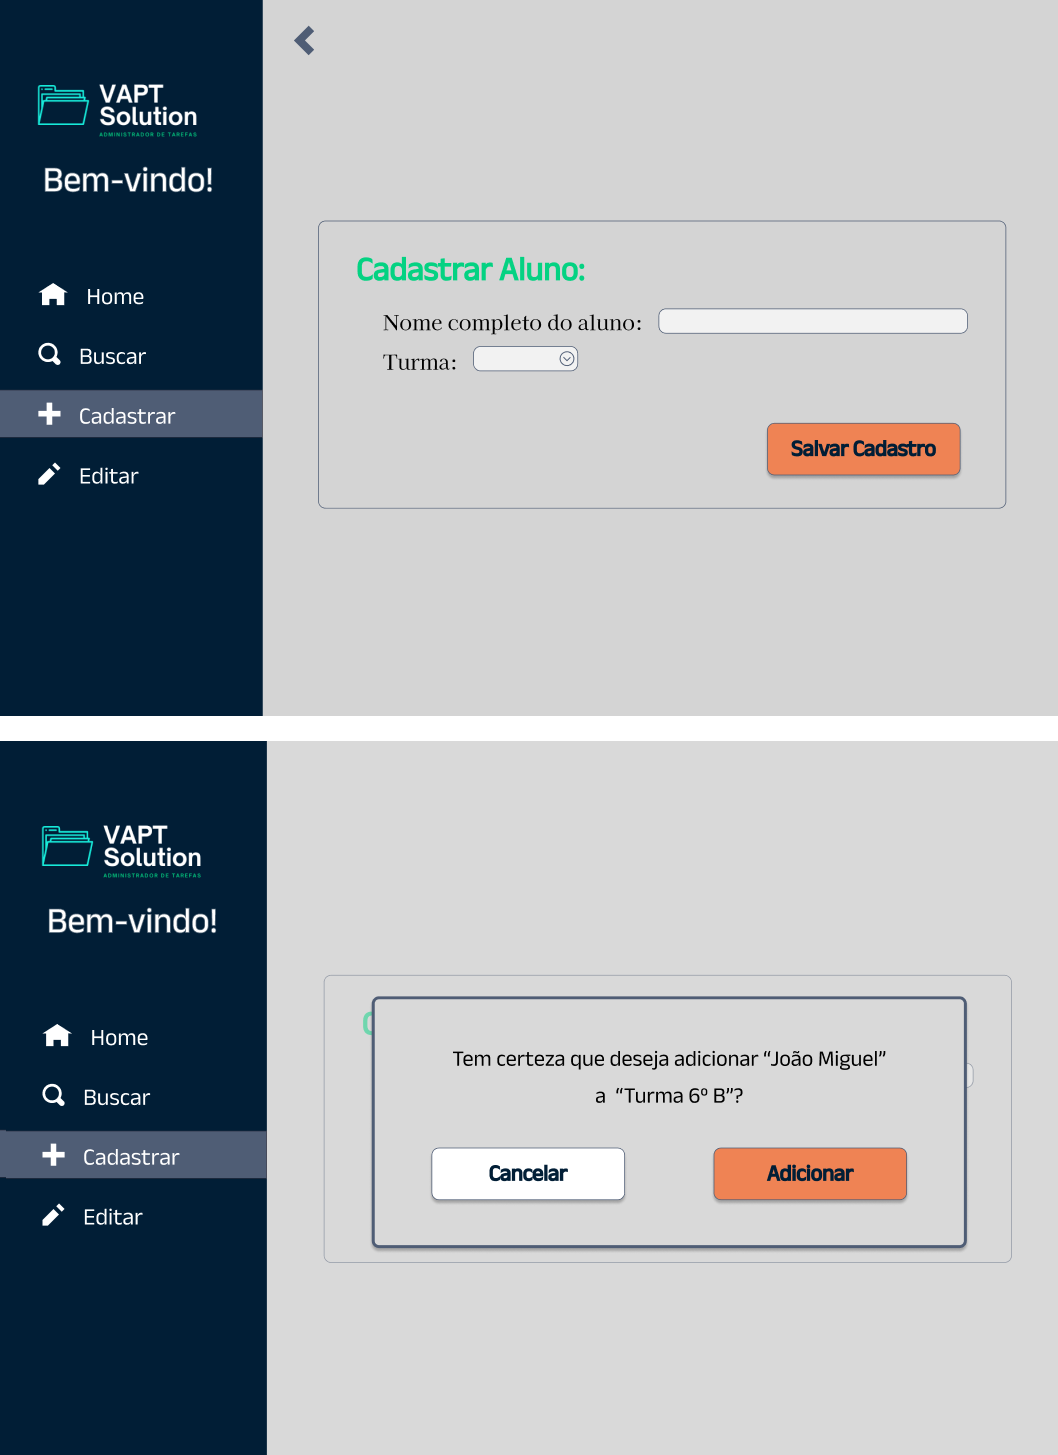 VAPT
Solution
ADMINISTRADOR DE TAREFAS
Bem-vindo!
Home
Buscar
Cadastrar
Editar
Cadastrar Aluno:
Nome completo do aluno:
Turma:
Salvar Cadastro
VAPT
Solution
ADMINISTRADOR DE TAREFAS
Bem-vindo!
Home
Buscar
Cadastrar
Editar
C
Tem certeza que deseja adicionar “João Miguel”
a “Turma 6º B”?
Cancelar
Adicionar